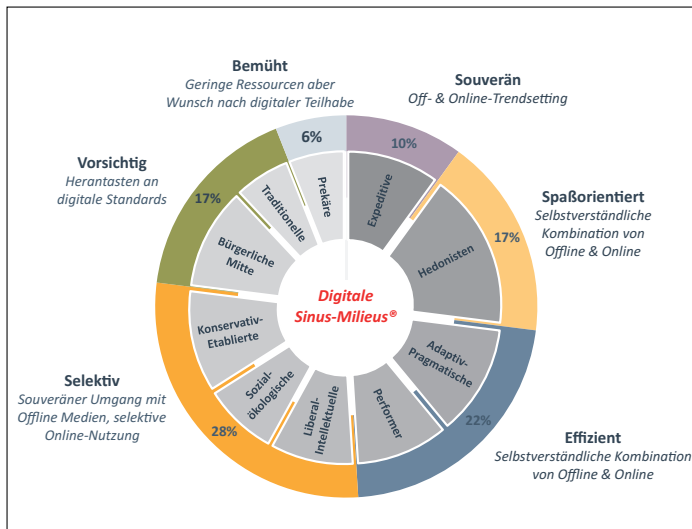 Bemüht
Geringe Ressourcen aber
Wunsch nach digitaler Teilhabe
6%
Souverän
Off- & Online-Trendsetting
10%
Vorsichtig
Herantasten an
digitale Standards
17%
Spaßorientiert
Selbstverständliche
Kombination von
Offline & Online
17%
Traditionelle
Prekäre
Expeditive
Bürgerliche
Mitte
Hedonisten
Digitale
Sinus-Milieus®
Konservativ-
Etablierte
Adaptiv-
Pragmatische
Sozial-
ökologische
Liberal-
Intellektuelle
Performer
Selektiv
Souveräner Umgang mit
Offline Medien, selektive
Online-Nutzung
28%
22%
Effizient
Selbstverständliche Kombination
von Offline & Online